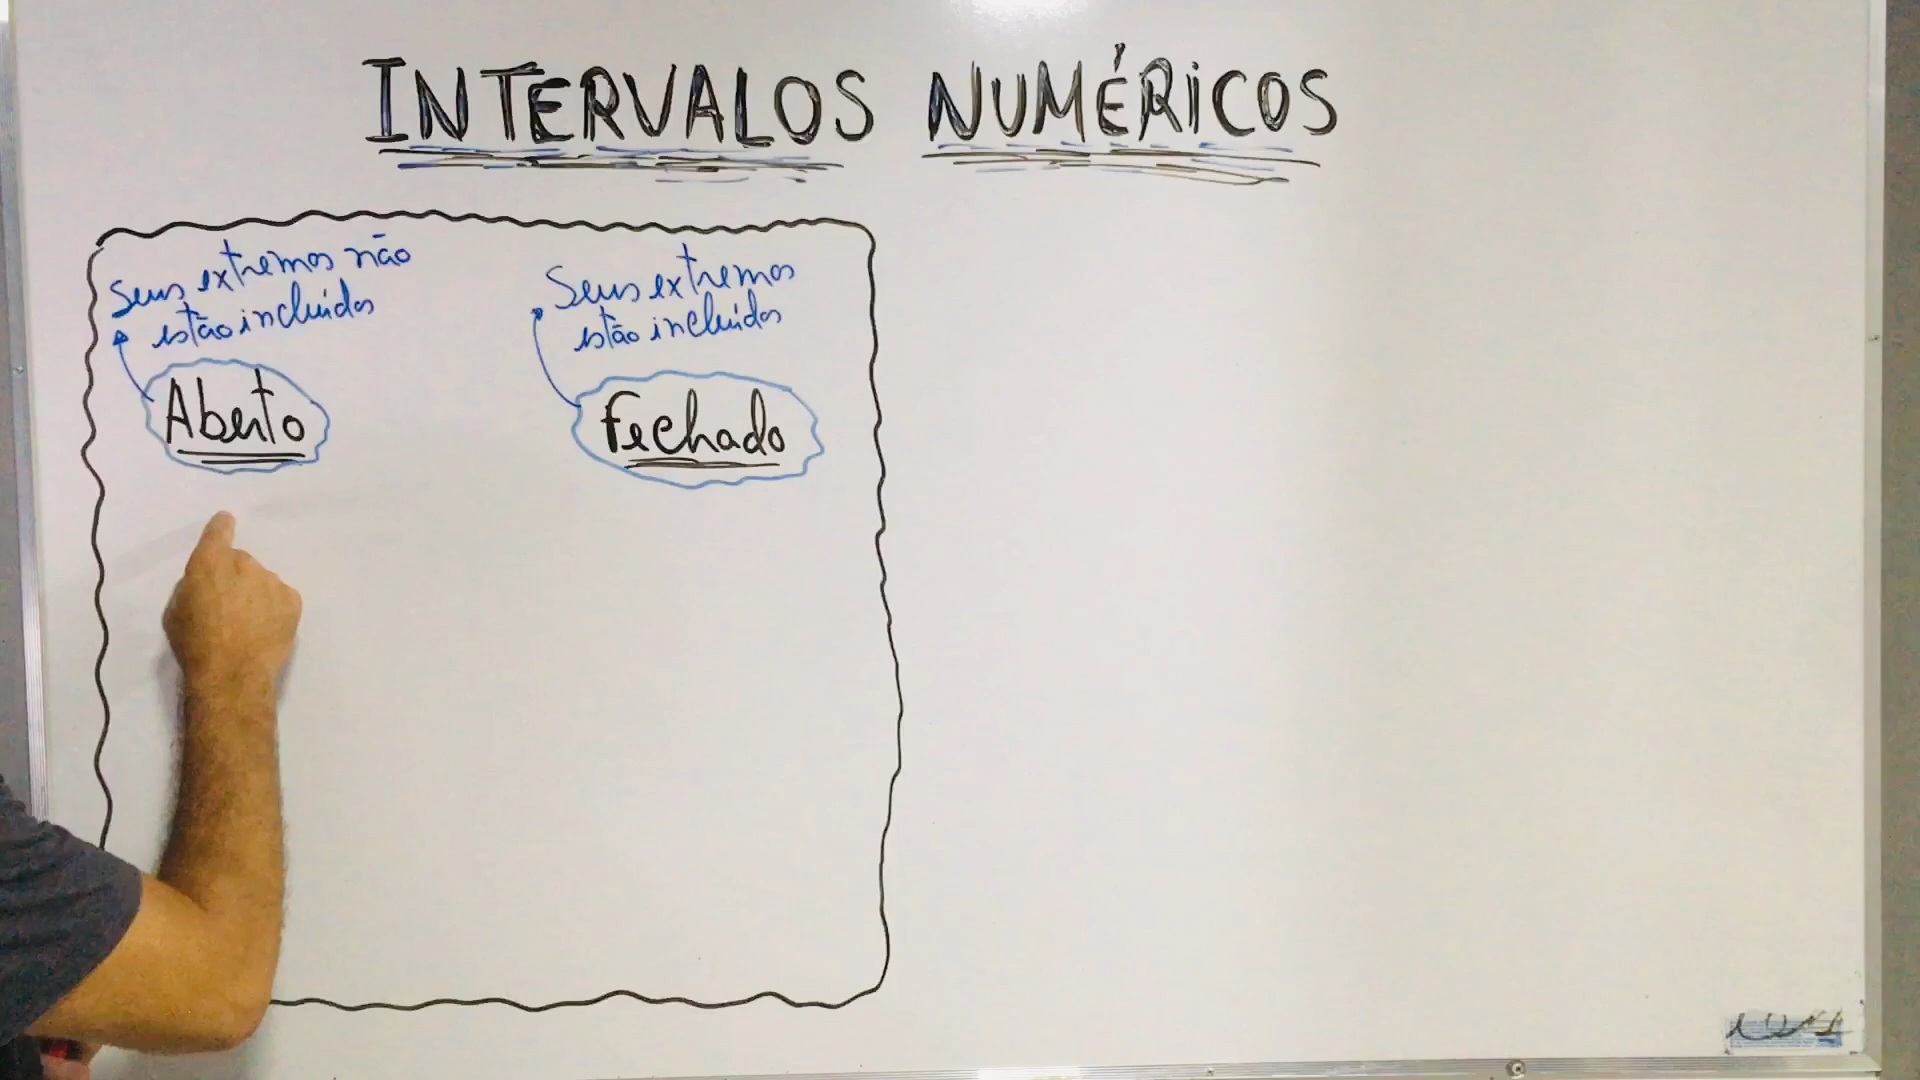 INTERVALOS NUMÉRICOS
Seus extremos não
estão incluídos
Aberto
Seus extremos
estão incluídos
Fechado